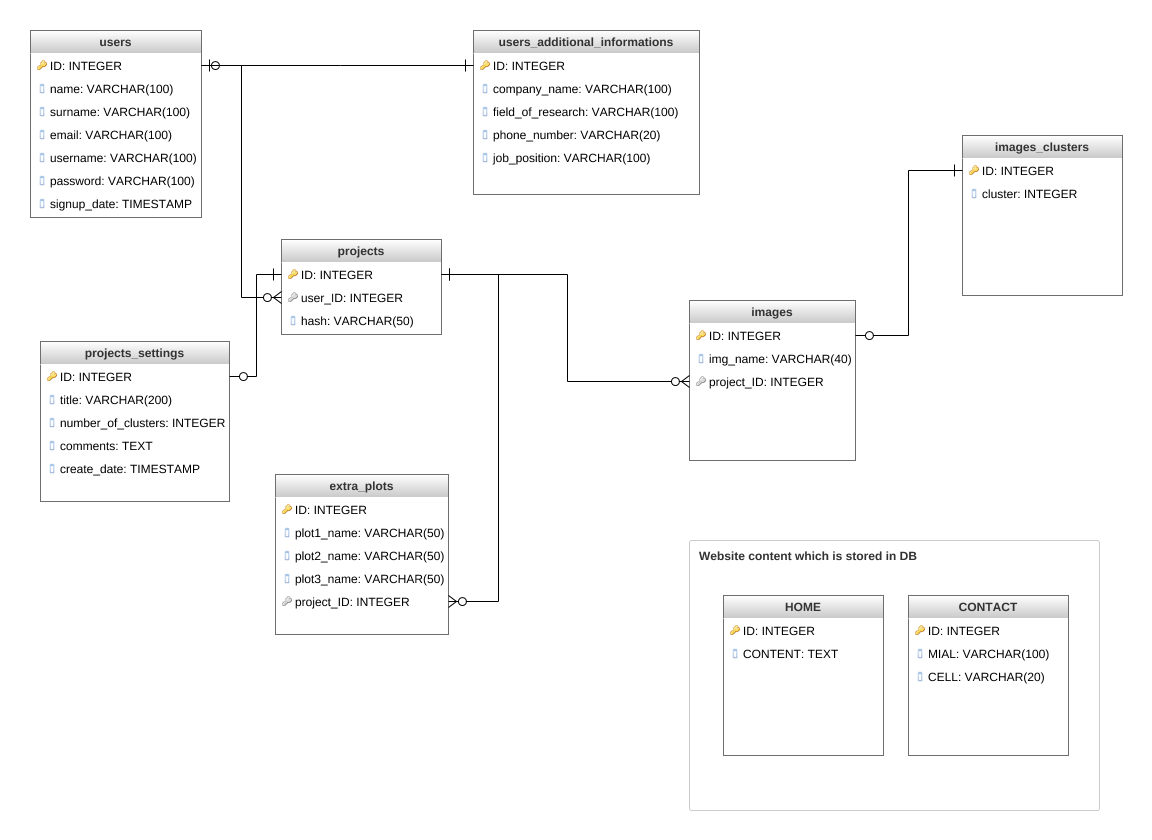 users
ID: INTEGER
name: VARCHAR(100)
surname: VARCHAR(100)
email: VARCHAR(100)
username: VARCHAR(100)
password: VARCHAR(100)
signup_date: TIMESTAMP
users_additional_informations
ID: INTEGER
company_name: VARCHAR(100)
field_of_research: VARCHAR(100)
phone_number: VARCHAR(20)
job_position: VARCHAR(100)
images_clusters
ID: INTEGER
cluster: INTEGER
projects
ID: INTEGER
user_ID: INTEGER
hash: VARCHAR(50)
images
ID: INTEGER
img_name: VARCHAR(40)
project_ID: INTEGER
projects_settings
ID: INTEGER
title: VARCHAR(200)
number_of_clusters: INTEGER
comments: TEXT
create_date: TIMESTAMP
extra_plots
ID: INTEGER
plot1_name: VARCHAR(50)
plot2_name: VARCHAR(50)
plot3_name: VARCHAR(50)
project_ID: INTEGER
Website content which is stored in DB
HOME
ID: INTEGER
CONTENT: TEXT
CONTACT
ID: INTEGER
MIAL: VARCHAR(100)
CELL: VARCHAR(20)